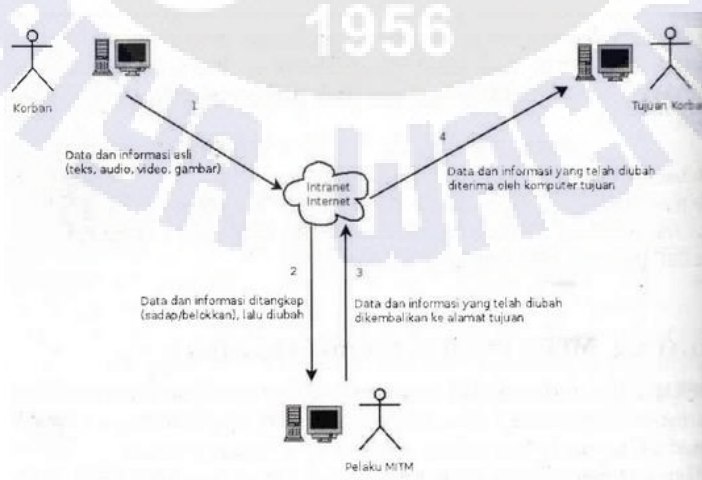 1956
Korban
Tujuan Korba
1
4
Data dan informasi asli
(teks, audio, video, gambar)
Data dan informasi yang telah diubah
diterima oleh komputer tujuan
Intranet
Internet
2
3
Data dan informasi ditangkap
(sadap/belokkan), lalu diubah
Data dan informasi yang telah diubah
dikembalikan ke alamat tujuan
Pelaku MITM